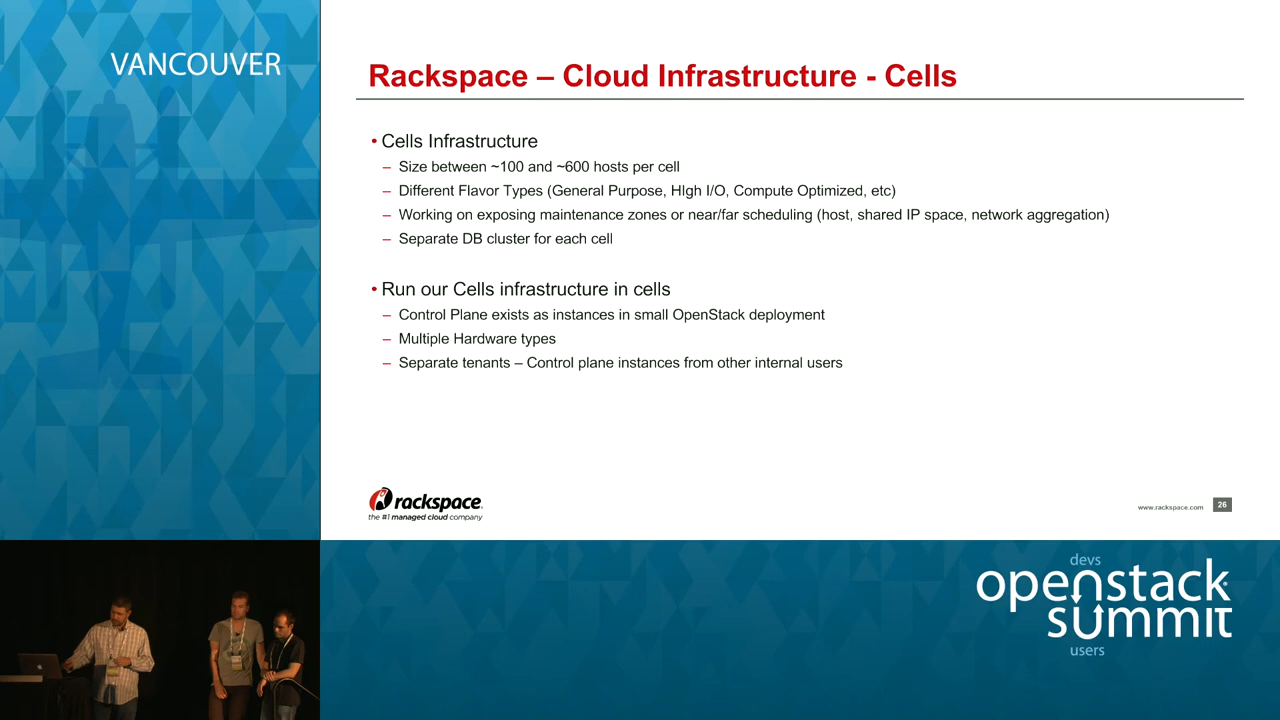 VANCOUVER
Rackspace – Cloud Infrastructure - Cells
• Cells Infrastructure
– Size between ~100 and ~600 hosts per cell
– Different Flavor Types (General Purpose, HIgh I/O, Compute Optimized, etc)
– Working on exposing maintenance zones or near/far scheduling (host, shared IP space, network aggregation)
– Separate DB cluster for each cell
• Run our Cells infrastructure in cells
– Control Plane exists as instances in small OpenStack deployment
– Multiple Hardware types
– Separate tenants – Control plane instances from other internal users
rackspace.
the #1 managed cloud company
www.rackspace.com
26
devs
openstack
summit
users